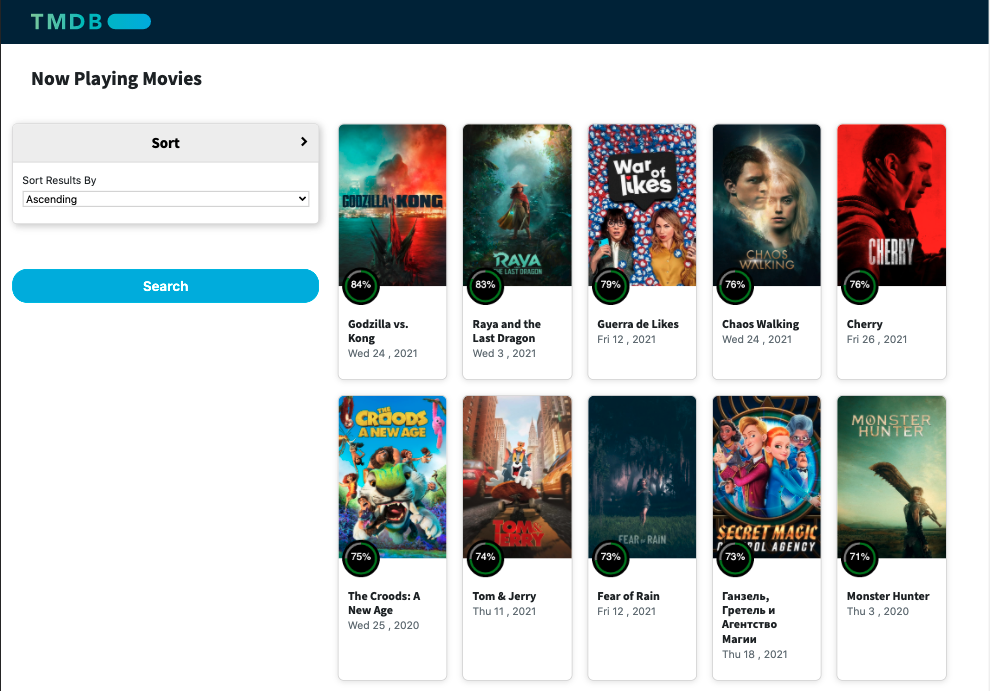 TMDB
Now Playing Movies
Sort
Sort Results By
Ascending
Search
GODZILLA KONG
84%
Godzilla vs.
Kong
Wed 24 , 2021
RAYA
THE LAST DRAGON
83%
Raya and the
Last Dragon
Wed 3 , 2021
War of
likes
79%
Guerra de Likes
Fri 12 , 2021
CHAOS
WALKING
76%
Chaos Walking
Wed 24 , 2021
CHERRY
76%
Cherry
Fri 26 , 2021
THE
CROODS
A NEW AGE
75%
The Croods: A
New Age
Wed 25 , 2020
TOM
JERRY
74%
Tom & Jerry
Thu 11 , 2021
FEAR OF RAIN
73%
Fear of Rain
Fri 12 , 2021
SECRET MAGIC
AGENCY
73%
Ганзель,
Гретель и
Агентство
Магии
Thu 18 , 2021
MONSTER
HUNTER
71%
Monster Hunter
Thu 3 , 2020